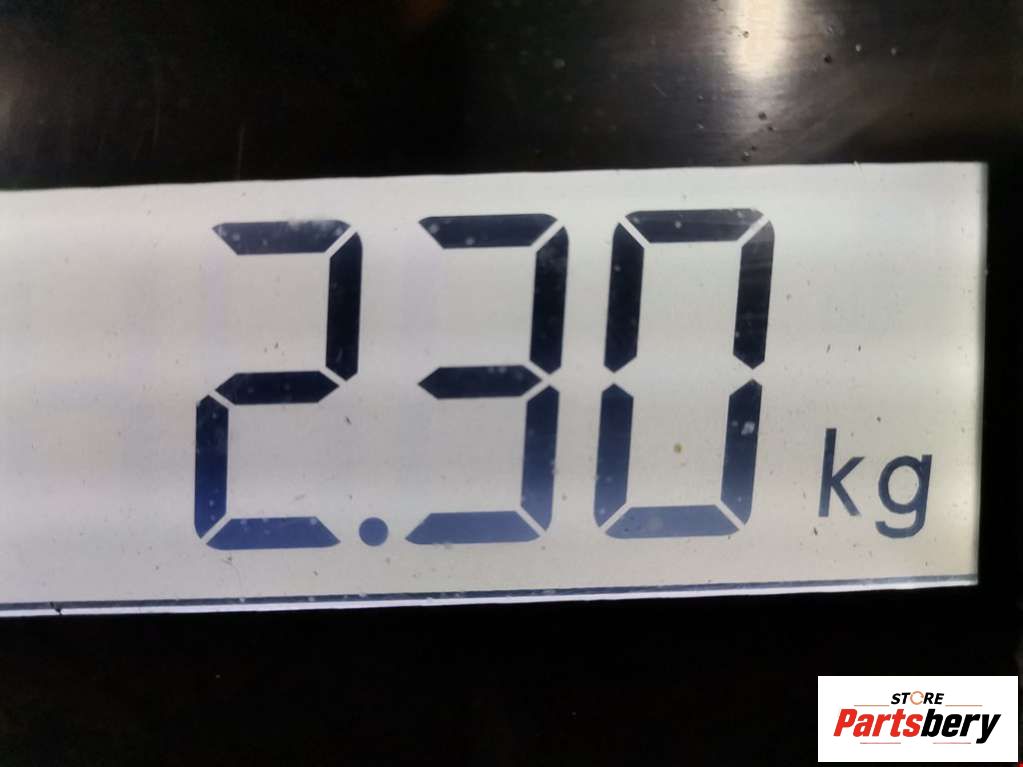 2.30 kg
STORE
Partsbery